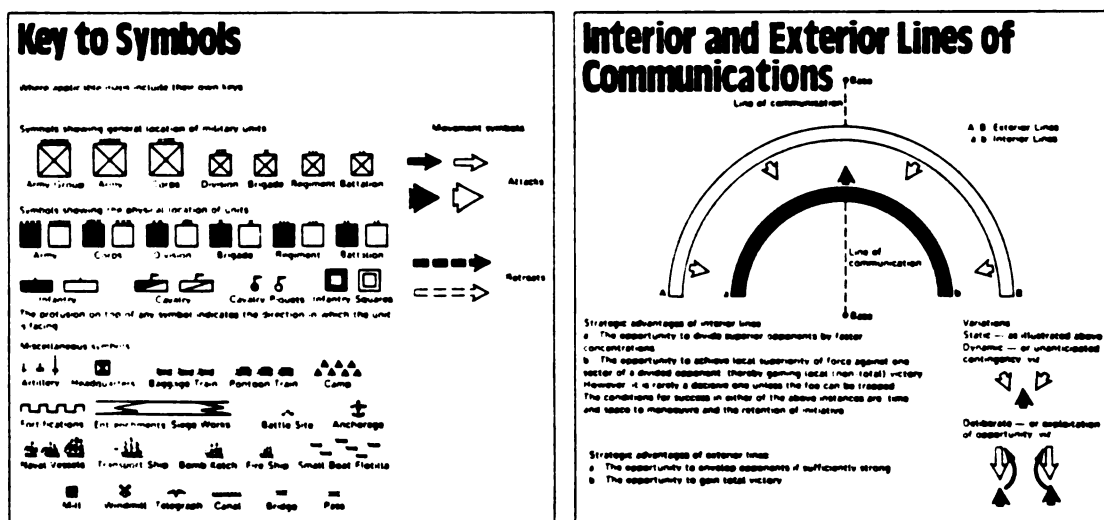 Key to Symbols
Where applicable maps include their own keys
Symbols showing general location of military units
Movement symbols
Army Group Army Corps Division Brigade Regiment Battalion
Attacks
Symbols showing the physical location of units
Army Corps Division Brigade Regiment Battalion
Infantry Cavalry Cavalry Piquets Infantry Squares
Retreats
The protusion on top of any symbol indicates the direction in which the unit
is facing
Miscellaneous symbols
Artillery Headquarters Baggage Train Pontoon Train Camp
Fortifications Entrenchments Siege Works Battle Site Anchorage
Naval Vessels Transport Ship Bomb Ketch Fire Ship Small Boat Flotilla
Mill Windmill Telegraph Canal Bridge Pass
Interior and Exterior Lines of
Communications
Base
Line of communication
A B Exterior Lines
a b Interior Lines
Line of
communication
A a b B
Base
Strategic advantages of interior lines
a The opportunity to divide superior opponents by faster
concentrations
b The opportunity to achieve local superiority of force against one
sector of a divided opponent, thereby gaining local (non-total) victory
However it is rarely a decisive one unless the foe can be trapped
The conditions for success in either of the above instances are time
and space to manoeuvre and the retention of initiative
Strategic advantages of exterior lines
a The opportunity to envelop opponents if sufficiently strong
b The opportunity to gain total victory
Variations
Static — as illustrated above
Dynamic — or unanticipated
contingency viz
Deliberate — or exploitation
of opportunity viz